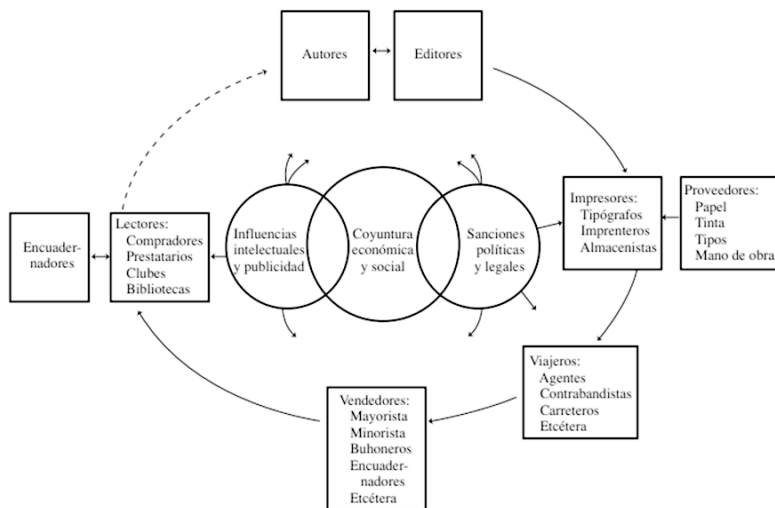 Autores
Editores
Impresores:
Tipógrafos
Imprenteros
Almacenistas
Proveedores:
Papel
Tinta
Tipos
Mano de obra
Encuader-
nadores
Lectores:
Compradores
Prestatarios
Clubes
Bibliotecas
Influencias
intelectuales
y publicidad
Coyuntura
económica
y social
Sanciones
políticas
y legales
Viajeros:
Agentes
Contrabandistas
Carreteros
Etcétera
Vendedores:
Mayorista
Minorista
Buhoneros
Encuader-
nadores
Etcétera